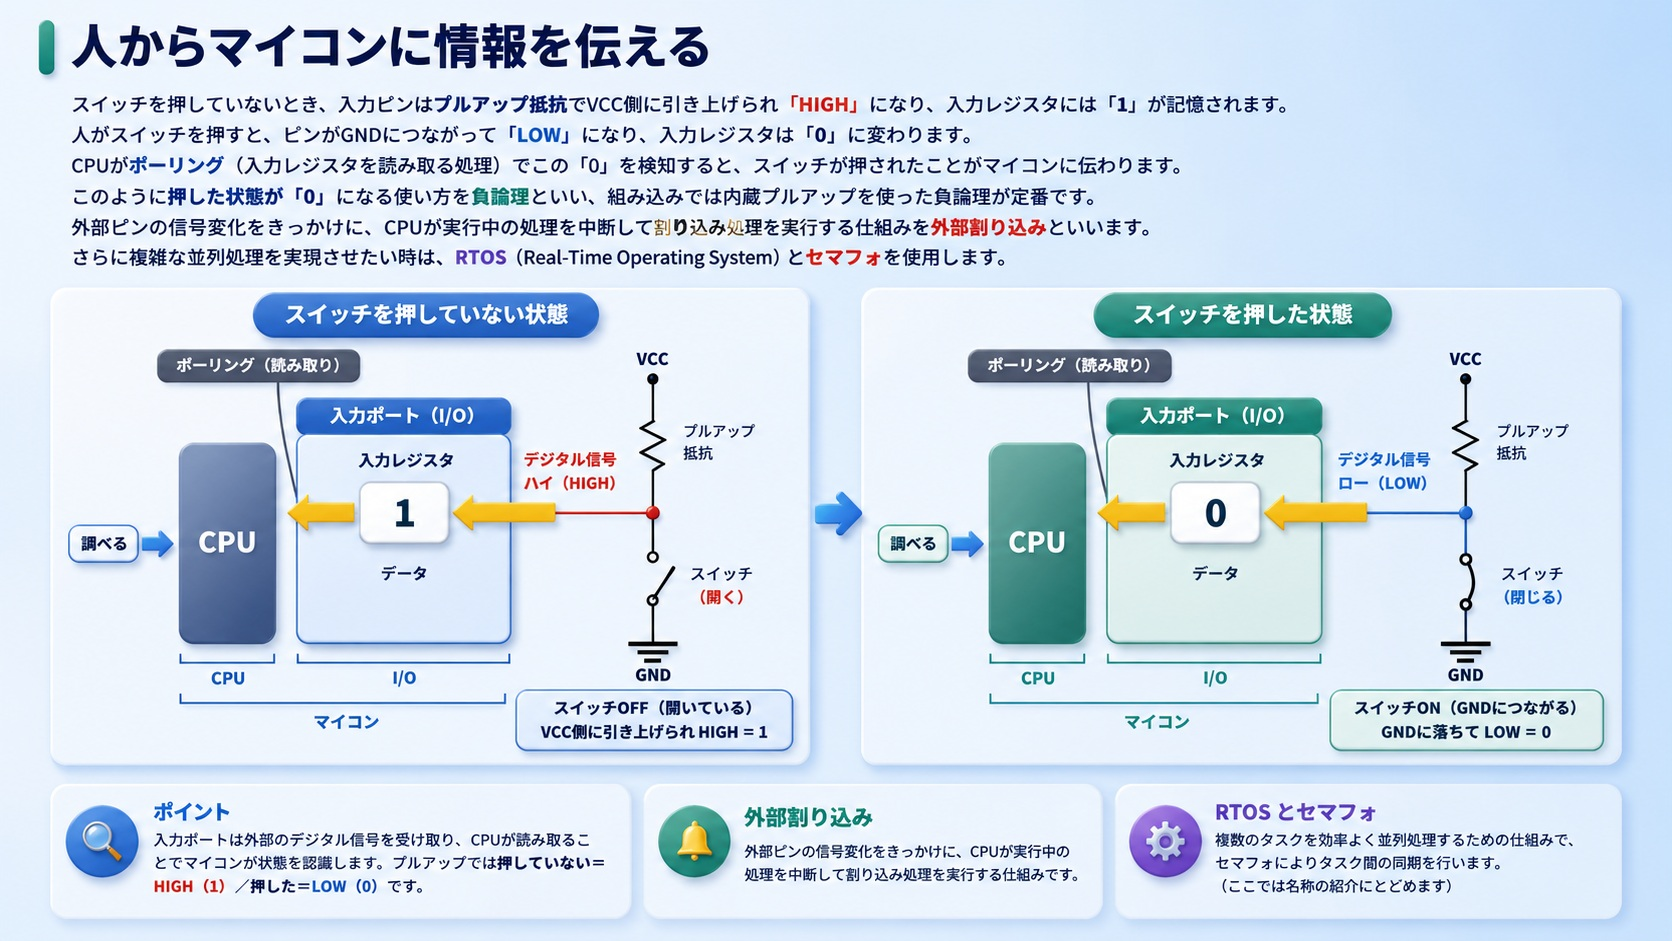 人からマイコンに情報を伝える
スイッチを押していないとき、入力ピンはプルアップ抵抗でVCC側に引き上げられ「HIGH」になり、入力レジスタには「1」が記憶されます。
人がスイッチを押すと、ピンがGNDにつながって「LOW」になり、入力レジスタは「0」に変わります。
CPUがポーリング（入力レジスタを読み取る処理）でこの「0」を検知すると、スイッチが押されたことがマイコンに伝わります。
このように押した状態が「0」になる使い方を負論理といい、組み込みでは内蔵プルアップを使った負論理が定番です。
外部ピンの信号変化をきっかけに、CPUが実行中の処理を中断して割り込み処理を実行する仕組みを外部割り込みといいます。
さらに複雑な並列処理を実現させたい時は、RTOS（Real-Time Operating System）とセマフォを使用します。
スイッチを押していない状態
ポーリング（読み取り）
VCC
入力ポート（I/O）
プルアップ
抵抗
入力レジスタ
デジタル信号
ハイ（HIGH）
1
CPU
調べる
データ
スイッチ
（開く）
GND
CPU
I/O
マイコン
スイッチOFF（開いている）
VCC側に引き上げられ HIGH = 1
スイッチを押した状態
ポーリング（読み取り）
VCC
入力ポート（I/O）
プルアップ
抵抗
入力レジスタ
デジタル信号
ロー（LOW）
0
CPU
調べる
データ
スイッチ
（閉じる）
GND
CPU
I/O
マイコン
スイッチON（GNDにつながる）
GNDに落ちて LOW = 0
ポイント
入力ポートは外部のデジタル信号を受け取り、CPUが読み取るこ
とでマイコンが状態を認識します。プルアップでは押していない＝
HIGH（1）／押した＝LOW（0）です。
外部割り込み
外部ピンの信号変化をきっかけに、CPUが実行中の
処理を中断して割り込み処理を実行する仕組みです。
RTOS とセマフォ
複数のタスクを効率よく並列処理するための仕組みで、
セマフォによりタスク間の同期を行います。
（ここでは名称の紹介にとどめます）